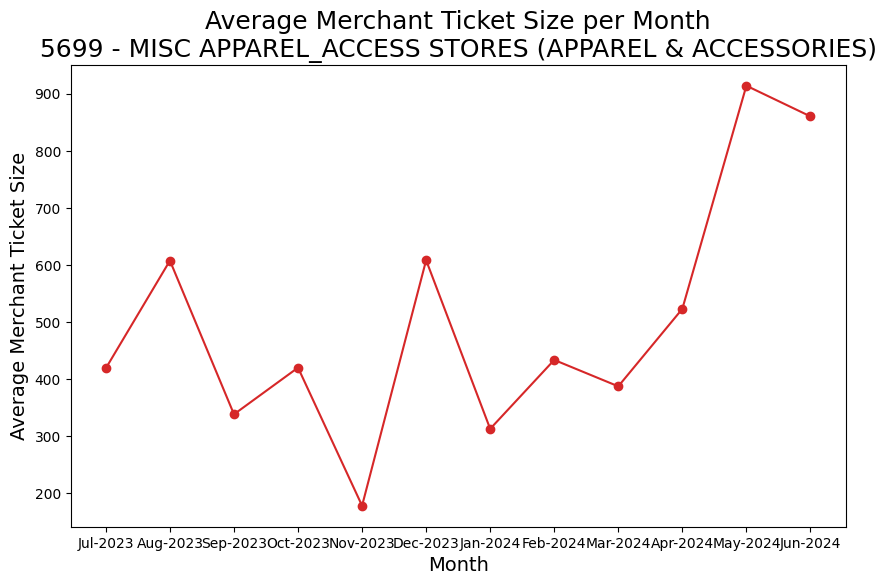 Average Merchant Ticket Size per Month
5699 - MISC APPAREL_ACCESS STORES (APPAREL & ACCESSORIES)
Average Merchant Ticket Size
900
800
700
600
500
400
300
200
Jul-2023 Aug-2023 Sep-2023 Oct-2023 Nov-2023 Dec-2023 Jan-2024 Feb-2024 Mar-2024 Apr-2024 May-2024 Jun-2024
Month